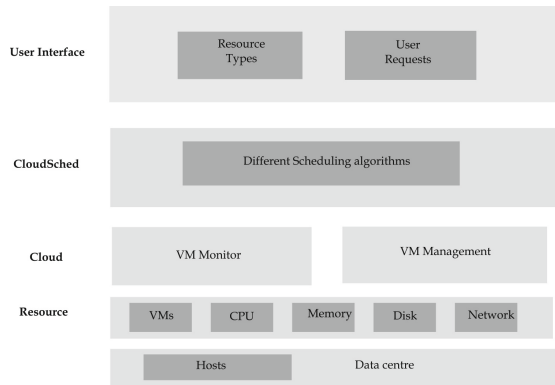 User Interface
Resource
Types
User
Requests
CloudSched
Different Scheduling algorithms
Cloud
VM Monitor
VM Management
Resource
VMs
CPU
Memory
Disk
Network
Hosts
Data centre